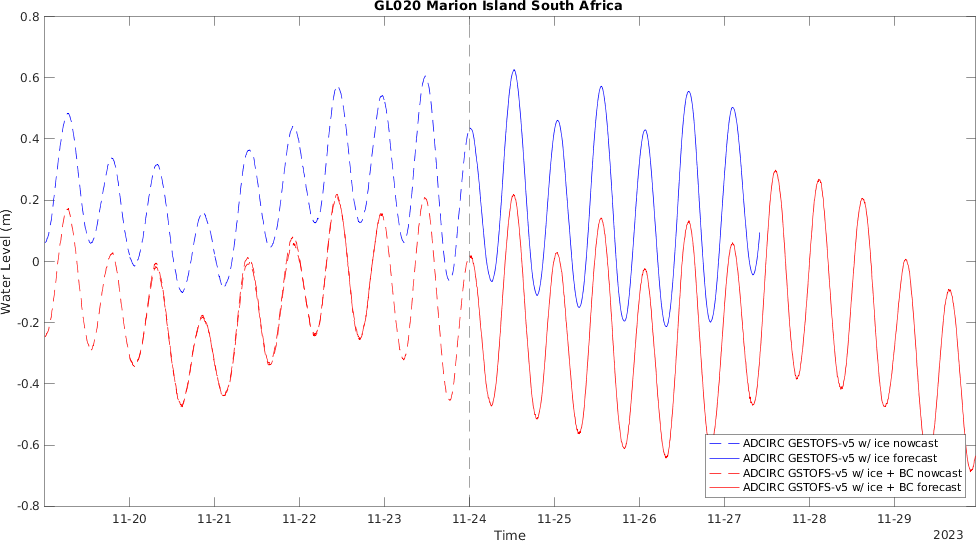 GL020 Marion Island South Africa
0.8
0.6
0.4
0.2
0
-0.2
-0.4
-0.6
-0.8
Water Level (m)
11-20
11-21
11-22
11-23
11-24
11-25
11-26
11-27
11-28
11-29
Time
2023
ADCIRC GESTOFS-v5 w/ ice nowcast
ADCIRC GESTOFS-v5 w/ ice forecast
ADCIRC GSTOFS-v5 w/ ice + BC nowcast
ADCIRC GSTOFS-v5 w/ ice + BC forecast